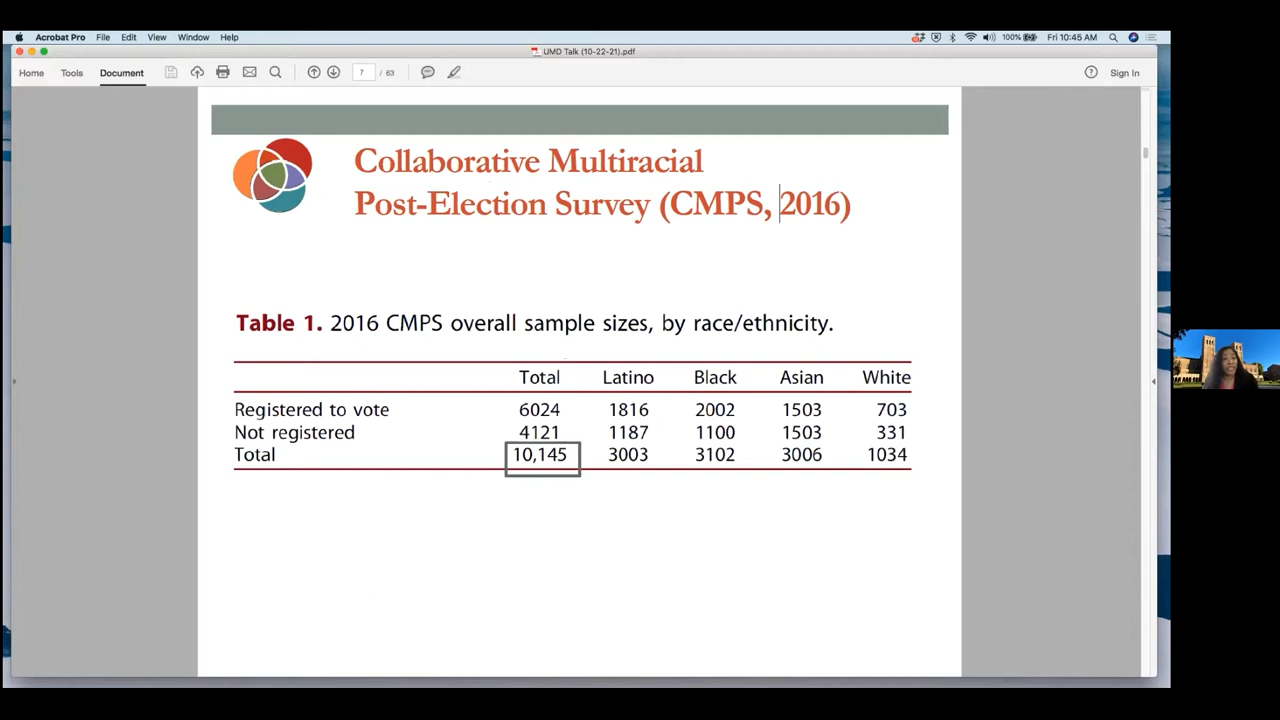 Acrobat Pro File Edit View Window Help 100% Fri 10:45 AM
UMD Talk (10-22-21).pdf
Home Tools Document 7 / 63 Sign In
Collaborative Multiracial
Post-Election Survey (CMPS, 2016)
Table 1. 2016 CMPS overall sample sizes, by race/ethnicity.
Total Latino Black Asian White
Registered to vote 6024 1816 2002 1503 703
Not registered 4121 1187 1100 1503 331
Total 10,145 3003 3102 3006 1034